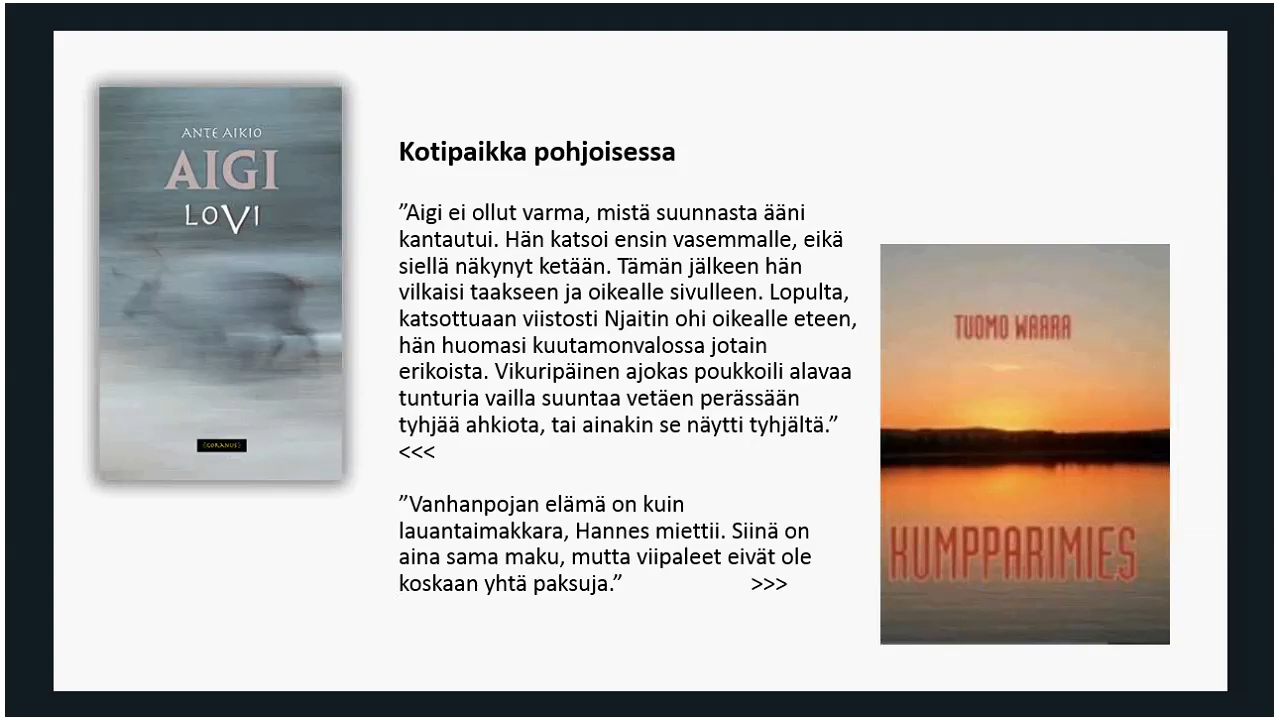 ANTE AIKIO
AIGI
LOVI
Kotipaikka pohjoisessa
”Aigi ei ollut varma, mistä suunnasta ääni
kantautui. Hän katsoi ensin vasemmalle, eikä
siellä näkynyt ketään. Tämän jälkeen hän
vilkaisi taakseen ja oikealle sivulleen. Lopulta,
katsottuaan viistosti Njaitin ohi oikealle eteen,
hän huomasi kuutamonvalossa jotain
erikoista. Vikuripäinen ajokas poukkoili alavaa
tunturia vailla suuntaa vetäen perässään
tyhjää ahkiota, tai ainakin se näytti tyhjältä.”
<<<
”Vanhanpojan elämä on kuin
lauantaimakkara, Hannes miettii. Siinä on
aina sama maku, mutta viipaleet eivät ole
koskaan yhtä paksuja.” >>>
TUOMO WAARA
KUMPPARIMIES